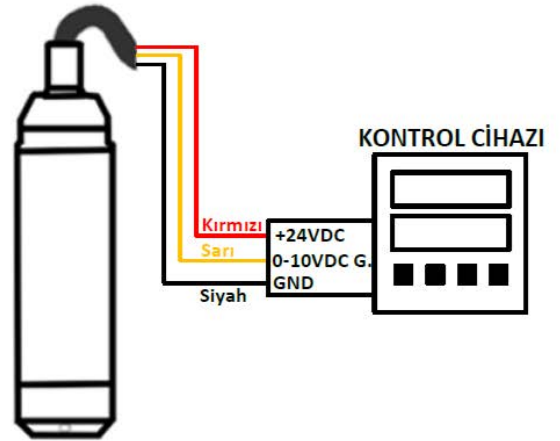 KONTROL CİHAZI
Kırmızı
+24VDC
Sarı
0-10VDC G.
GND
Siyah